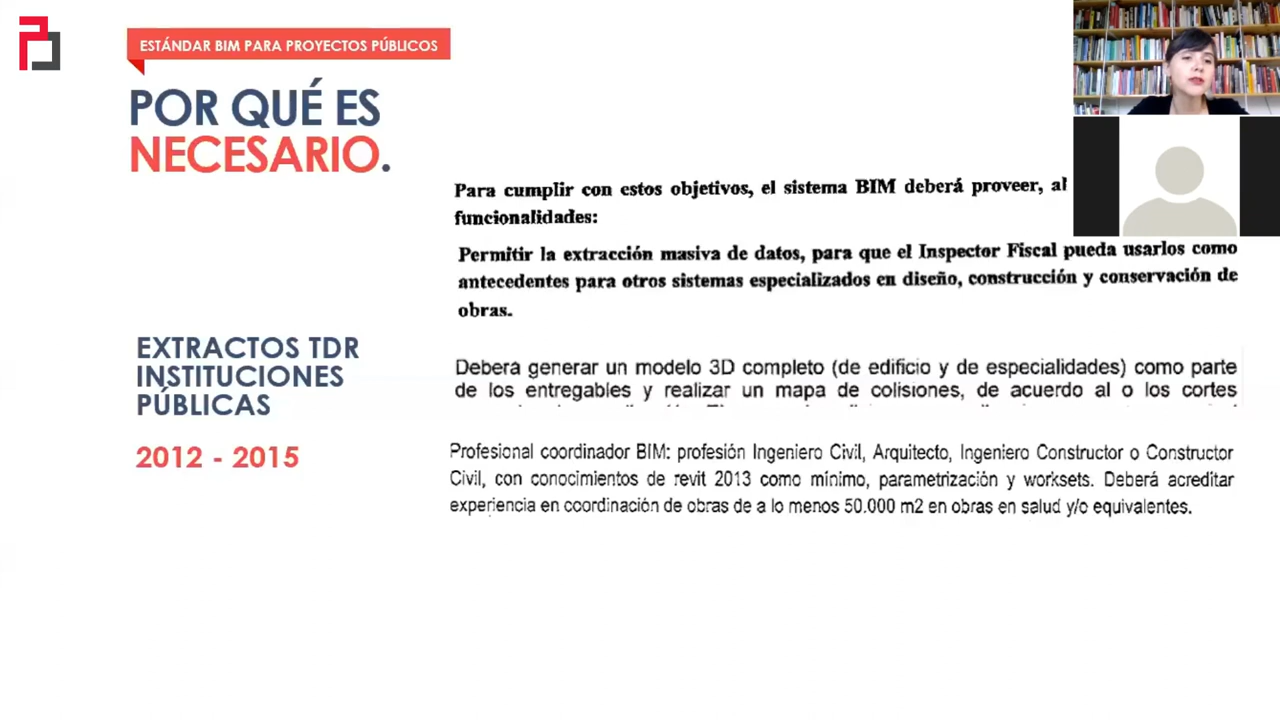 ESTÁNDAR BIM PARA PROYECTOS PÚBLICOS
POR QUÉ ES
NECESARIO.
Para cumplir con estos objetivos, el sistema BIM deberá proveer, al
funcionalidades:
Permitir la extracción masiva de datos, para que el Inspector Fiscal pueda usarlos como
antecedentes para otros sistemas especializados en diseño, construcción y conservación de
obras.
EXTRACTOS TDR
INSTITUCIONES
PÚBLICAS
2012 - 2015
Deberá generar un modelo 3D completo (de edificio y de especialidades) como parte
de los entregables y realizar un mapa de colisiones, de acuerdo al o los cortes
Profesional coordinador BIM: profesión Ingeniero Civil, Arquitecto, Ingeniero Constructor o Constructor
Civil, con conocimientos de revit 2013 como mínimo, parametrización y worksets. Deberá acreditar
experiencia en coordinación de obras de a lo menos 50.000 m2 en obras en salud y/o equivalentes.